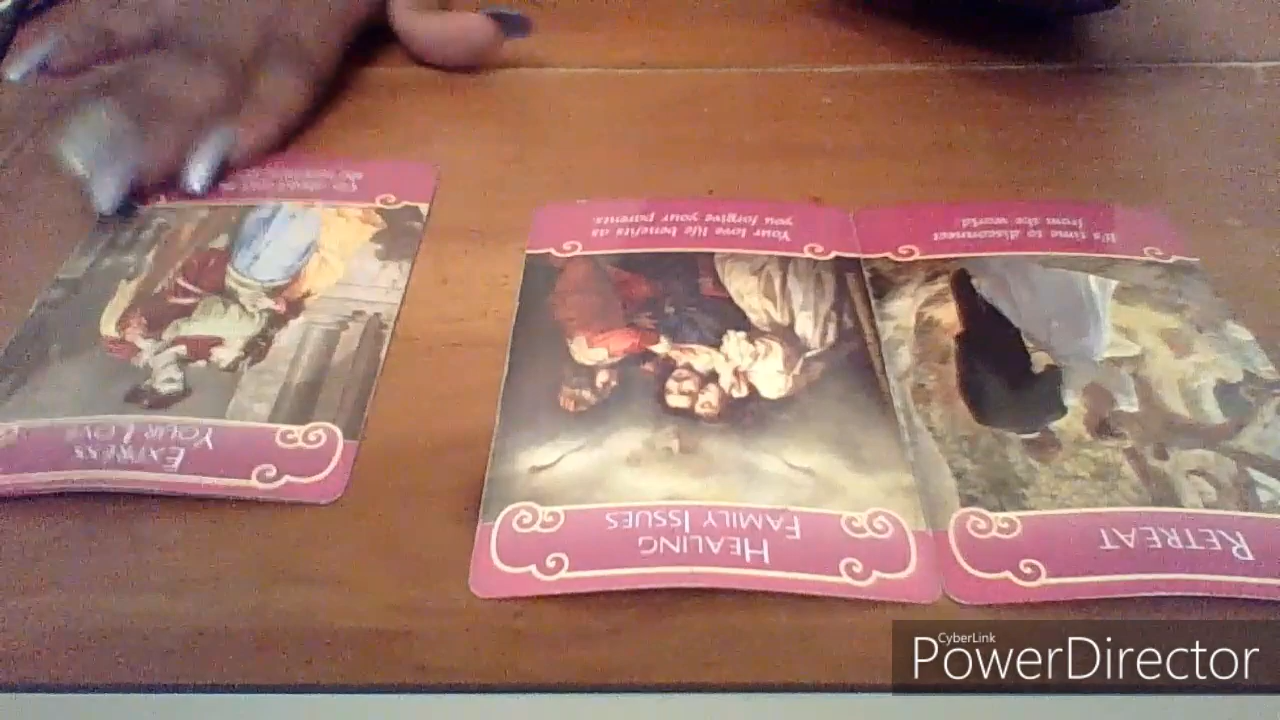 EXPRESS
YOUR LOVE
Your love life benefits as
you forgive your parents.
HEALING
FAMILY ISSUES
It's time to disconnect
from the world.
RETREAT
CyberLink
PowerDirector